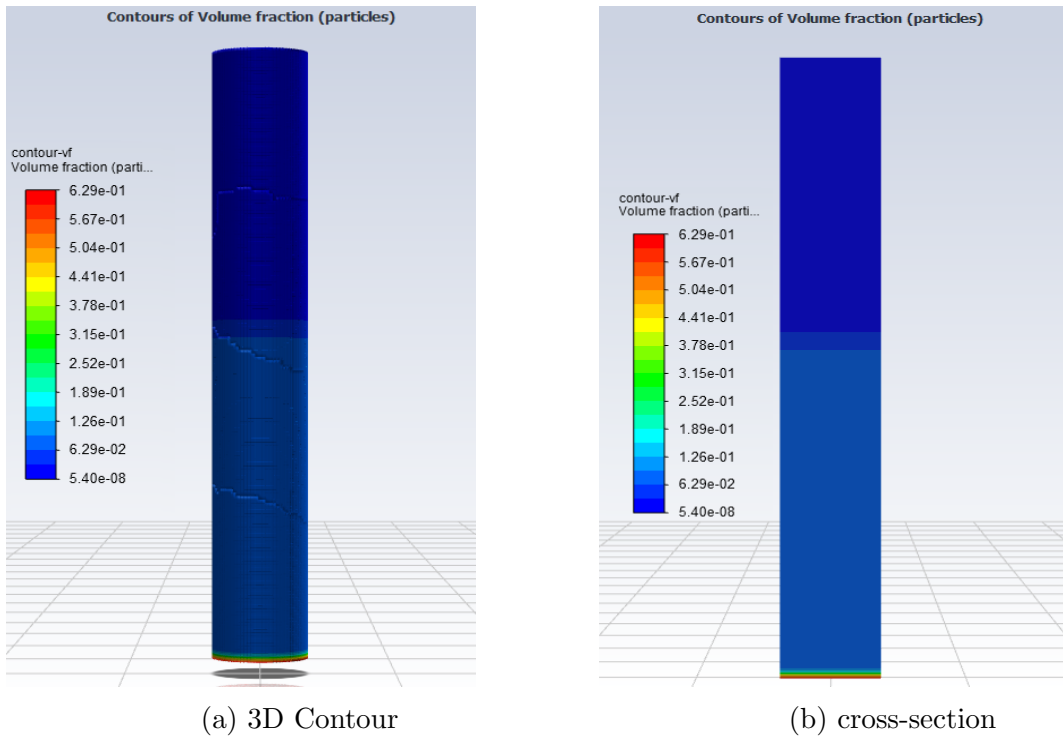 Contours of Volume fraction (particles)
contour-vf
Volume fraction (parti...
6.29e-01
5.67e-01
5.04e-01
4.41e-01
3.78e-01
3.15e-01
2.52e-01
1.89e-01
1.26e-01
6.29e-02
5.40e-08
(a) 3D Contour
Contours of Volume fraction (particles)
contour-vf
Volume fraction (parti...
6.29e-01
5.67e-01
5.04e-01
4.41e-01
3.78e-01
3.15e-01
2.52e-01
1.89e-01
1.26e-01
6.29e-02
5.40e-08
(b) cross-section